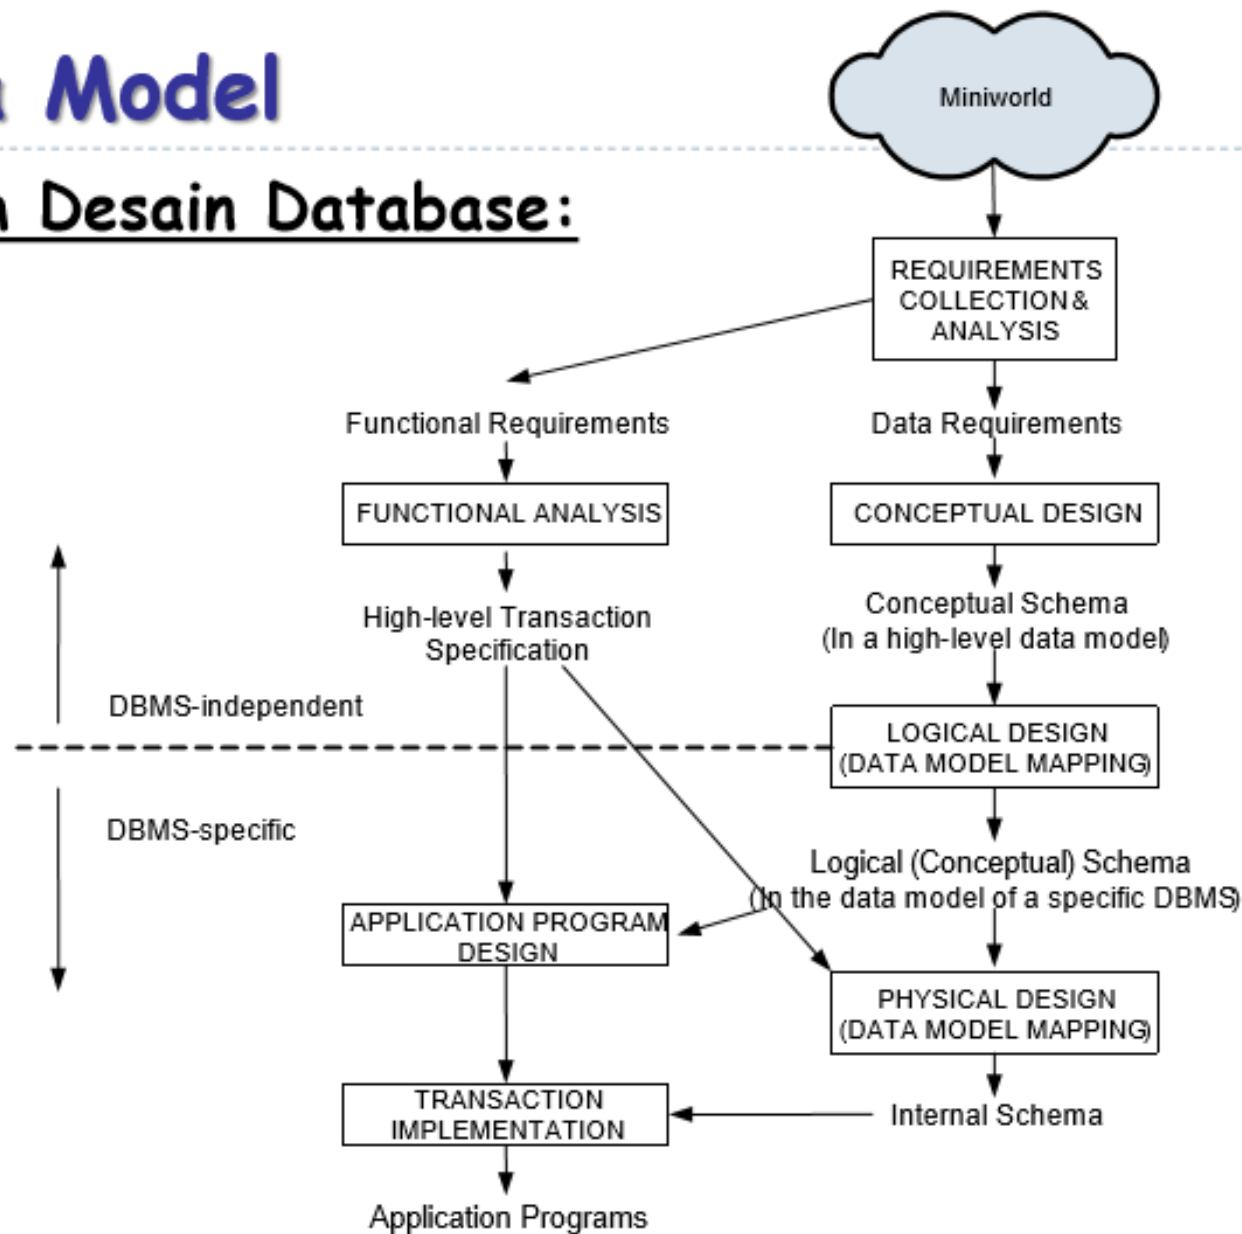 Model
Desain Database:
Miniworld
REQUIREMENTS
COLLECTION &
ANALYSIS
Functional Requirements
Data Requirements
FUNCTIONAL ANALYSIS
CONCEPTUAL DESIGN
High-level Transaction
Specification
Conceptual Schema
(In a high-level data model)
DBMS-independent
LOGICAL DESIGN
(DATA MODEL MAPPING)
DBMS-specific
Logical (Conceptual) Schema
(In the data model of a specific DBMS)
APPLICATION PROGRAM
DESIGN
PHYSICAL DESIGN
(DATA MODEL MAPPING)
TRANSACTION
IMPLEMENTATION
Internal Schema
Application Programs